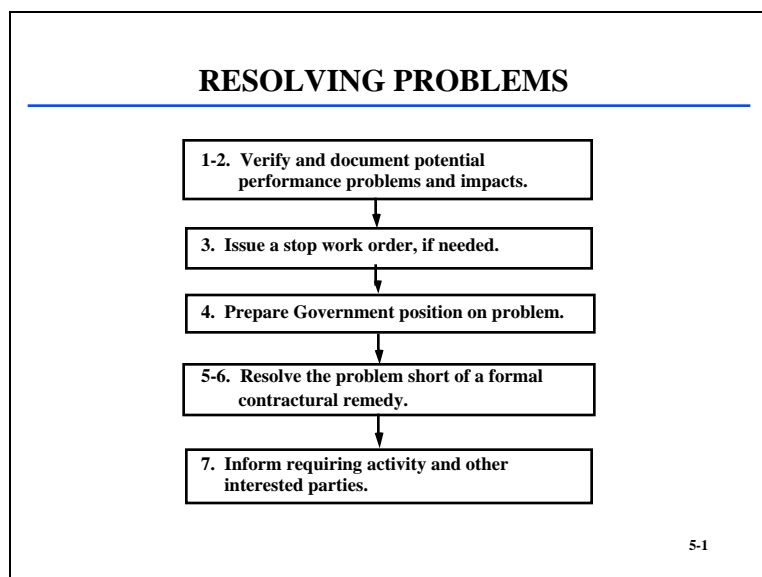 RESOLVING PROBLEMS
1-2. Verify and document potential
performance problems and impacts.
3. Issue a stop work order, if needed.
4. Prepare Government position on problem.
5-6. Resolve the problem short of a formal
contractural remedy.
7. Inform requiring activity and other
interested parties.
5-1